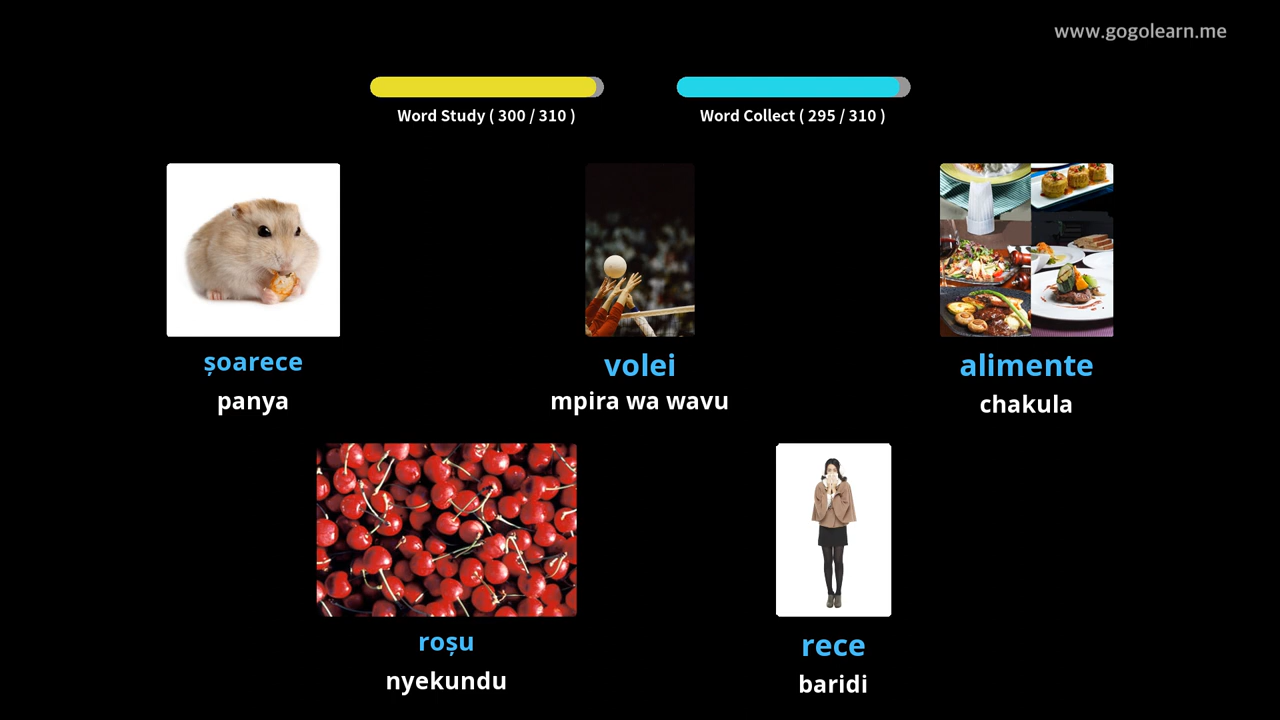 www.gogolearn.me
Word Study ( 300 / 310 )
Word Collect ( 295 / 310 )
șoarece
panya
volei
mpira wa wavu
alimente
chakula
roșu
nyekundu
rece
baridi